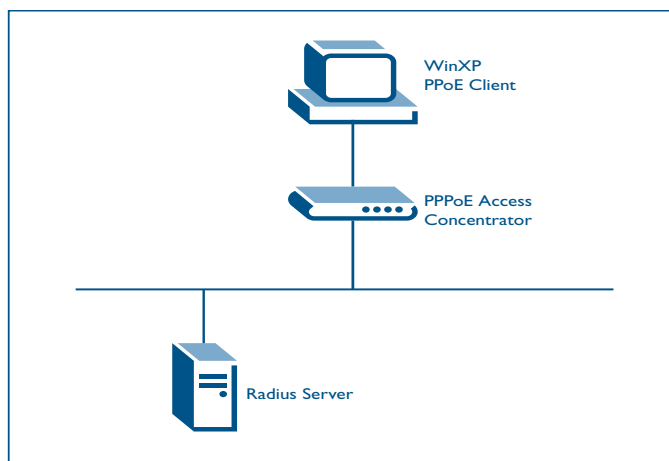 WinXP
PPoE Client
PPPoE Access
Concentrator
Radius Server